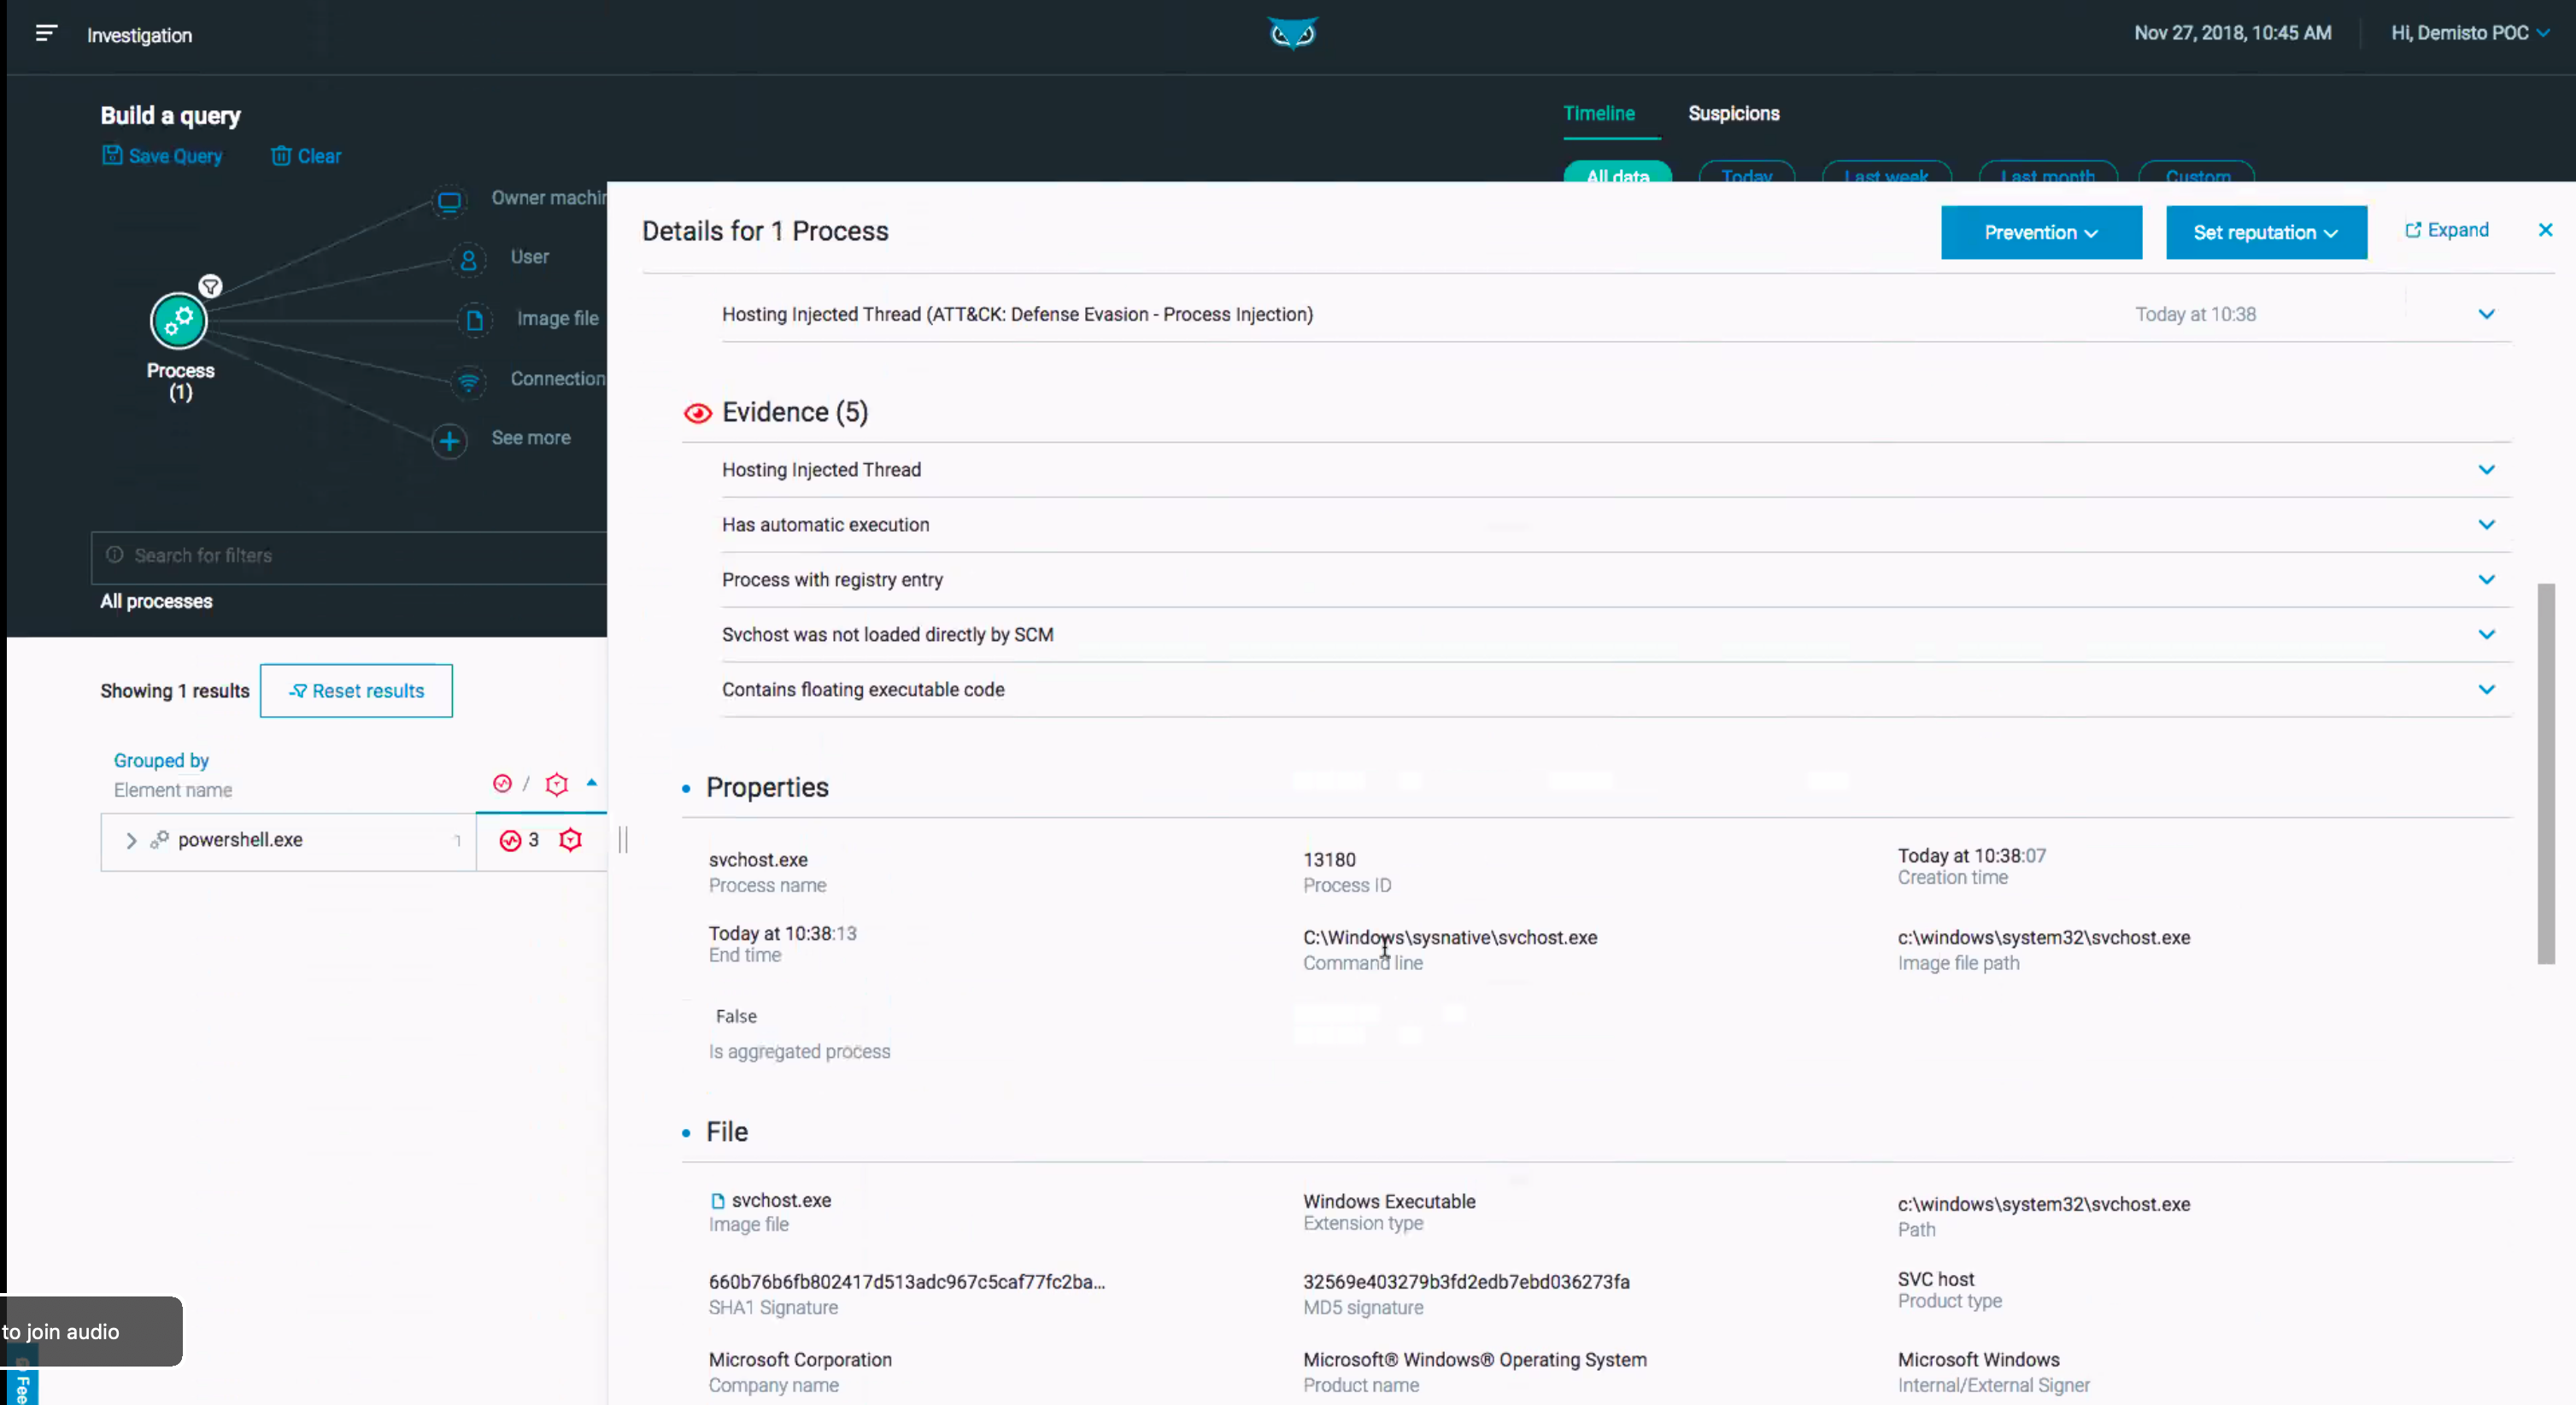 Investigation
Nov 27, 2018, 10:45 AM
Hi, Demisto POC
Build a query
Save Query
Clear
Timeline
Suspicions
All data
Today
Last week
Last month
Custom
Owner machin
User
Image file
Connection
See more
Process
(1)
Search for filters
All processes
Showing 1 results
Reset results
Grouped by
Element name
/
powershell.exe
1
3
Details for 1 Process
Prevention
Set reputation
Expand
Hosting Injected Thread (ATT&CK: Defense Evasion - Process Injection)
Today at 10:38
Evidence (5)
Hosting Injected Thread
Has automatic execution
Process with registry entry
Svchost was not loaded directly by SCM
Contains floating executable code
Properties
svchost.exe
Process name
13180
Process ID
Today at 10:38:07
Creation time
Today at 10:38:13
End time
C:\Windows\sysnative\svchost.exe
Command line
c:\windows\system32\svchost.exe
Image file path
False
Is aggregated process
File
svchost.exe
Image file
Windows Executable
Extension type
c:\windows\system32\svchost.exe
Path
660b76b6fb802417d513adc967c5caf77fc2ba...
SHA1 Signature
32569e403279b3fd2edb7ebd036273fa
MD5 signature
SVC host
Product type
Microsoft Corporation
Company name
Microsoft® Windows® Operating System
Product name
Microsoft Windows
Internal/External Signer
to join audio
Fee